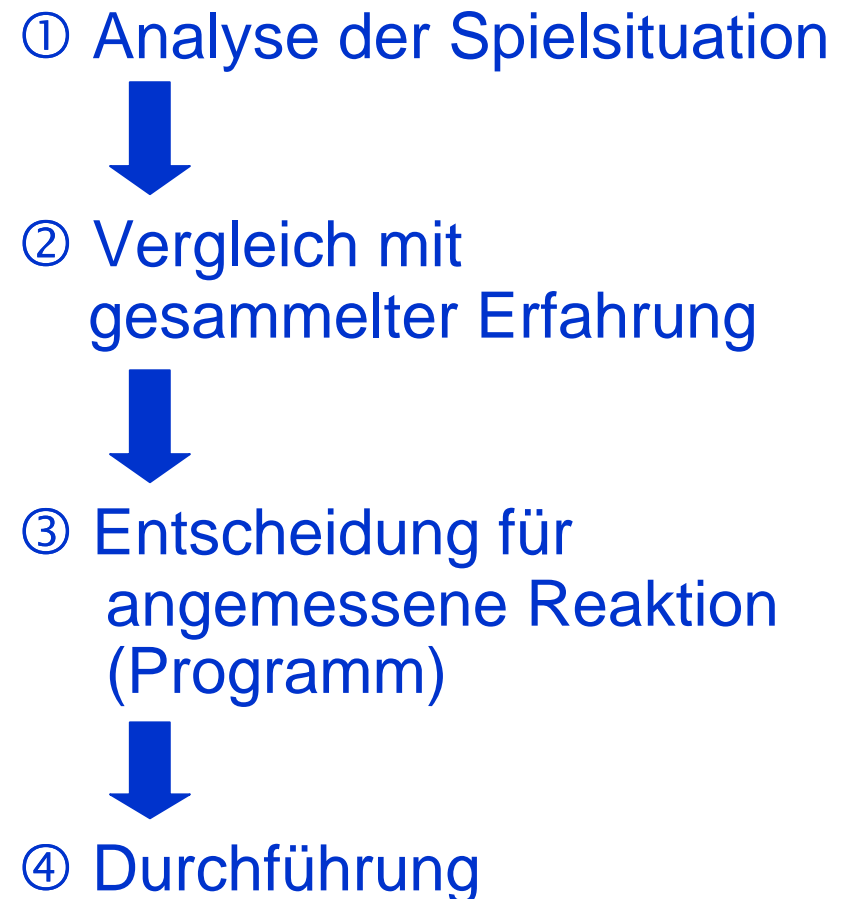 ① Analyse der Spielsituation
② Vergleich mit
gesammelter Erfahrung
③ Entscheidung für
angemessene Reaktion
(Programm)
④ Durchführung